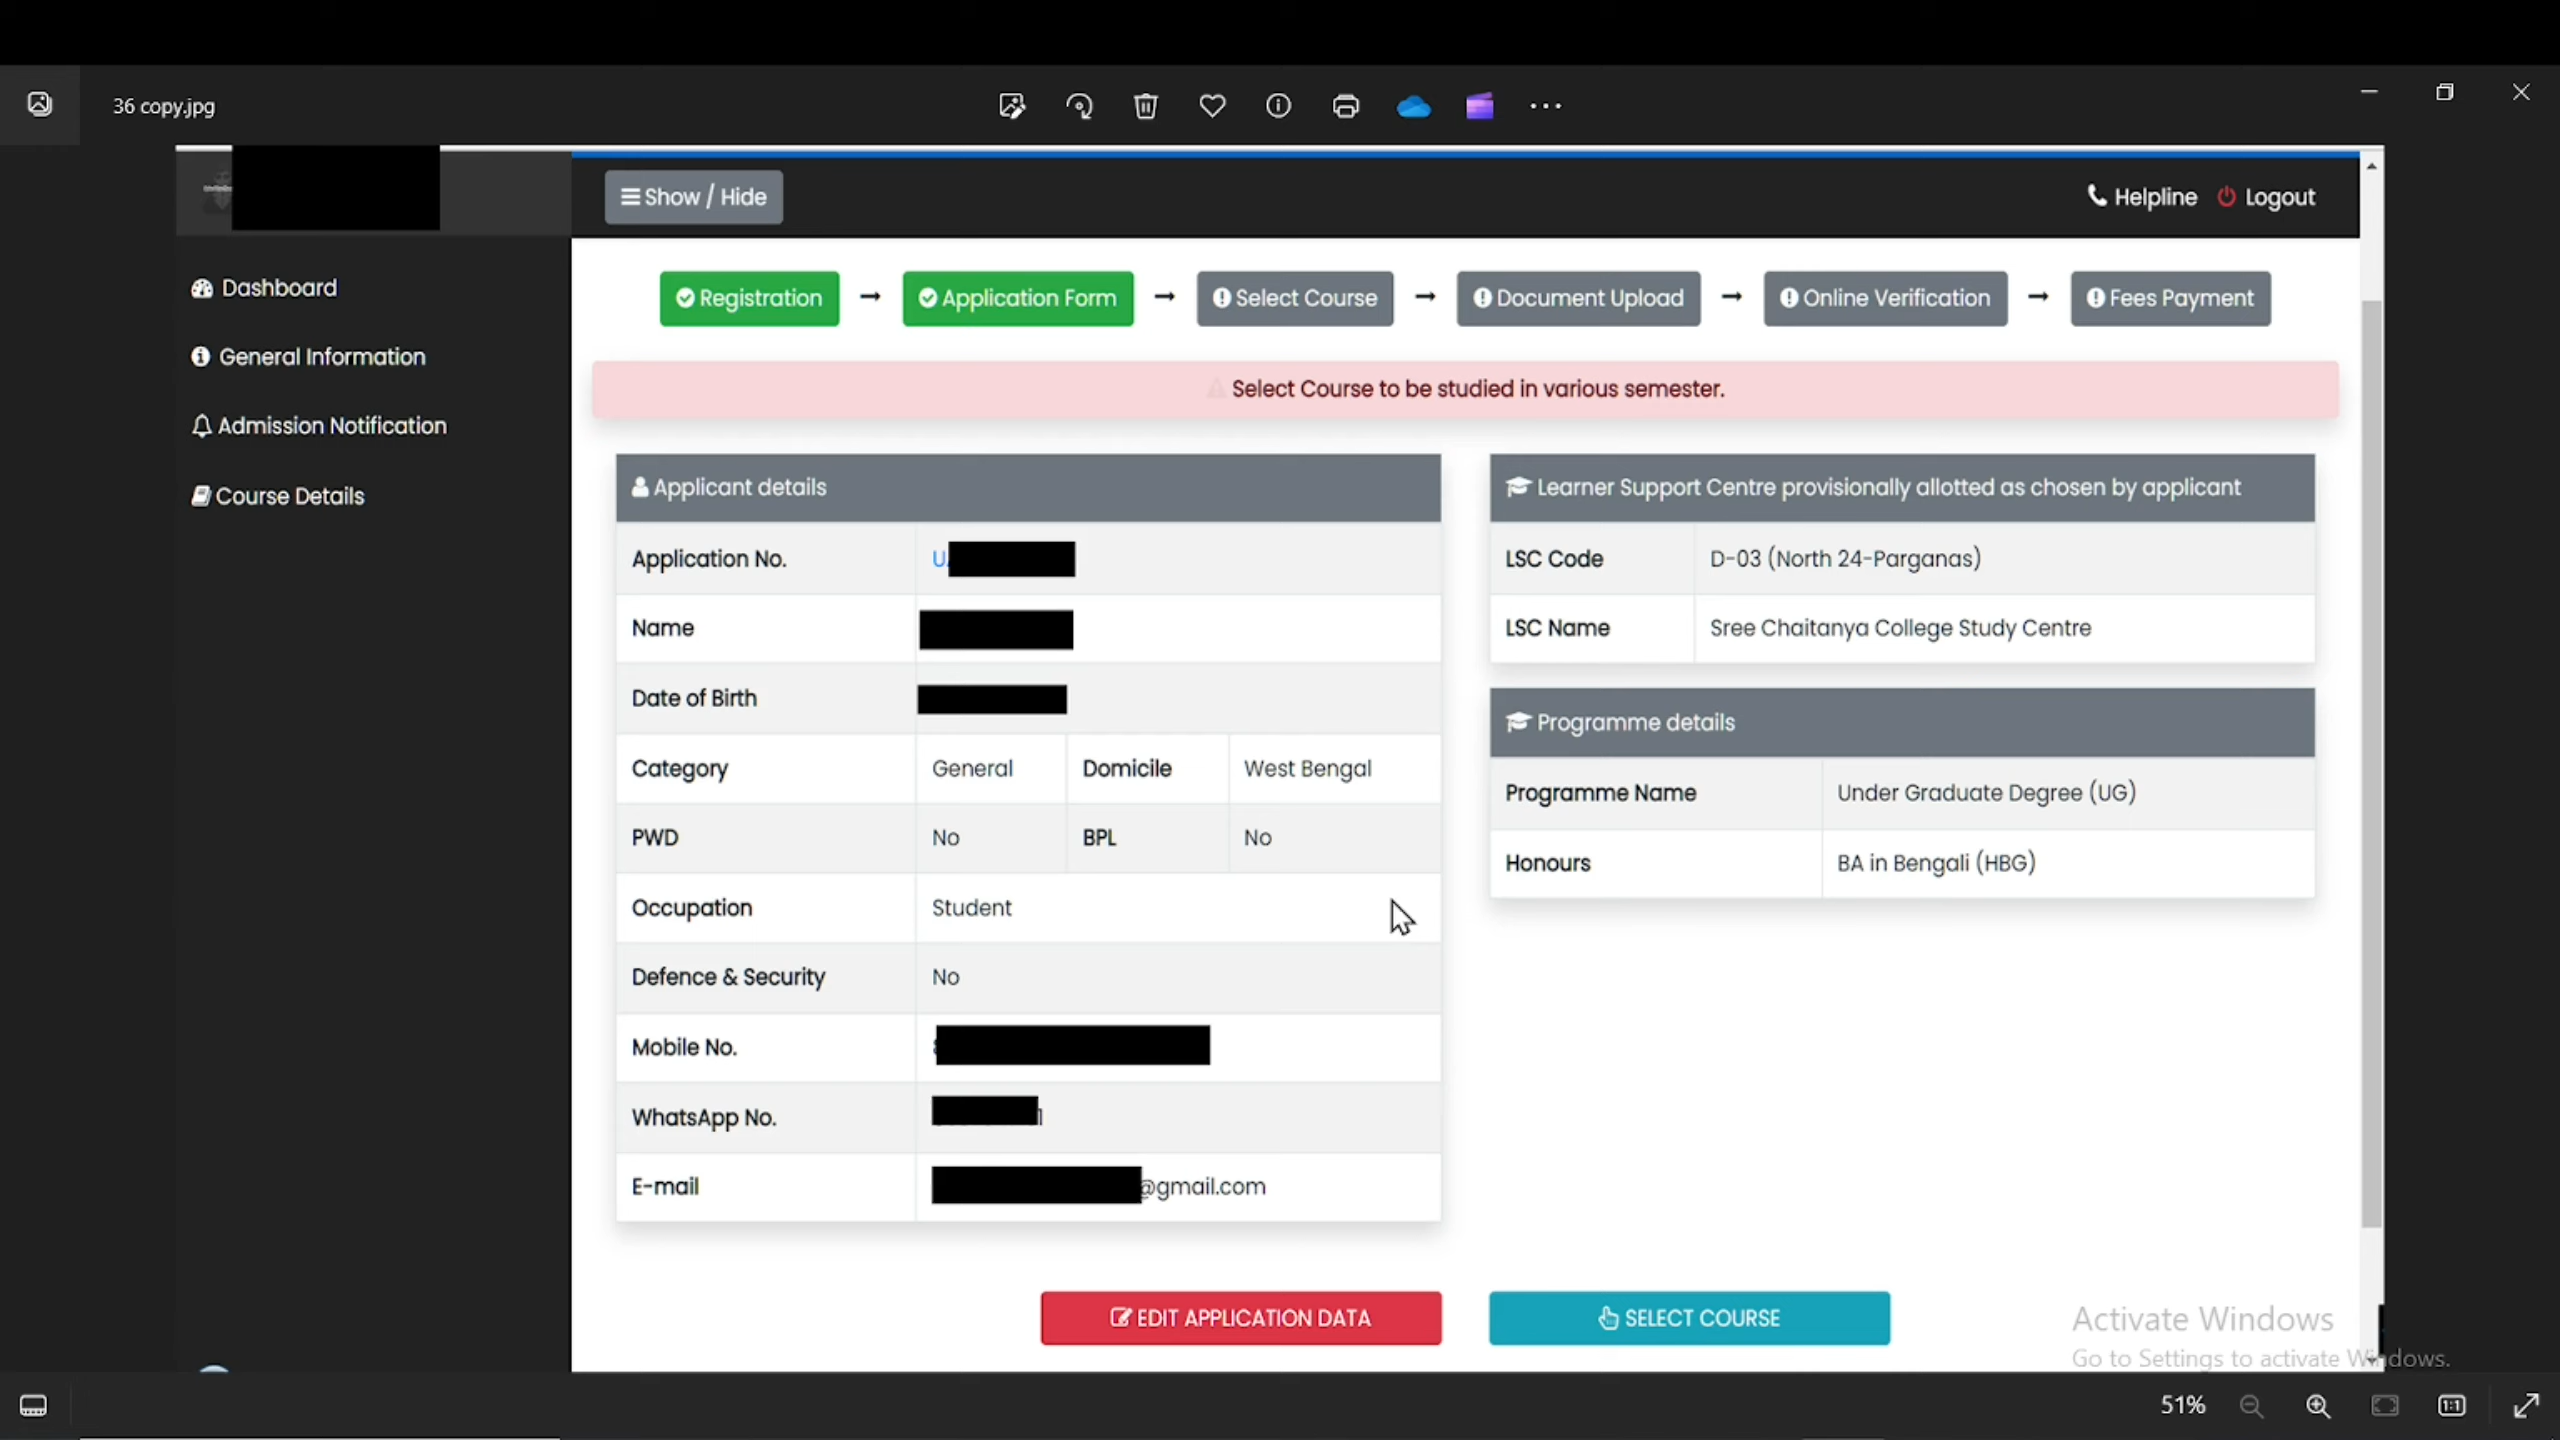 36 copy.jpg
Show / Hide
Helpline Logout
Dashboard
General Information
Admission Notification
Course Details
Registration → Application Form → Select Course → Document Upload → Online Verification → Fees Payment
Select Course to be studied in various semester.
Applicant details
Application No. U
Name
Date of Birth
Category General Domicile West Bengal
PWD No BPL No
Occupation Student
Defence & Security No
Mobile No.
WhatsApp No.
E-mail @gmail.com
Learner Support Centre provisionally allotted as chosen by applicant
LSC Code D-03 (North 24-Parganas)
LSC Name Sree Chaitanya College Study Centre
Programme details
Programme Name Under Graduate Degree (UG)
Honours BA in Bengali (HBG)
EDIT APPLICATION DATA
SELECT COURSE
Activate Windows
Go to Settings to activate Windows.
51%
1:1